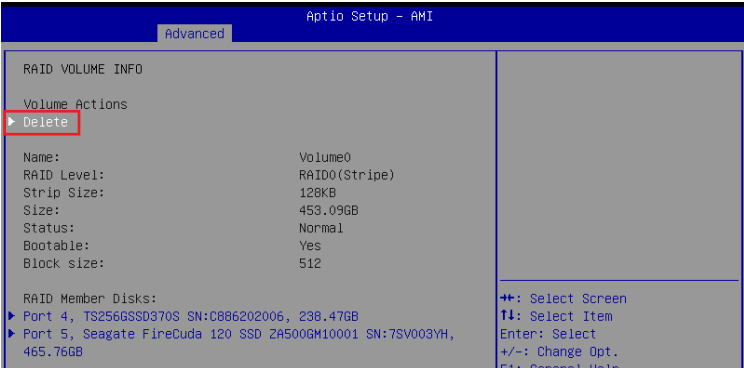 Aptio Setup - AMI
Advanced
RAID VOLUME INFO
Volume Actions
Delete
Name: Volume0
RAID Level: RAID0(Stripe)
Strip Size: 128KB
Size: 453.09GB
Status: Normal
Bootable: Yes
Block size: 512
RAID Member Disks:
Port 4, TS256GSSD370S SN:C886202006, 238.47GB
Port 5, Seagate FireCuda 120 SSD ZA500GM10001 SN:7SV003YH,
465.76GB
→←: Select Screen
↑↓: Select Item
Enter: Select
+/-: Change Opt.
F1: General Help